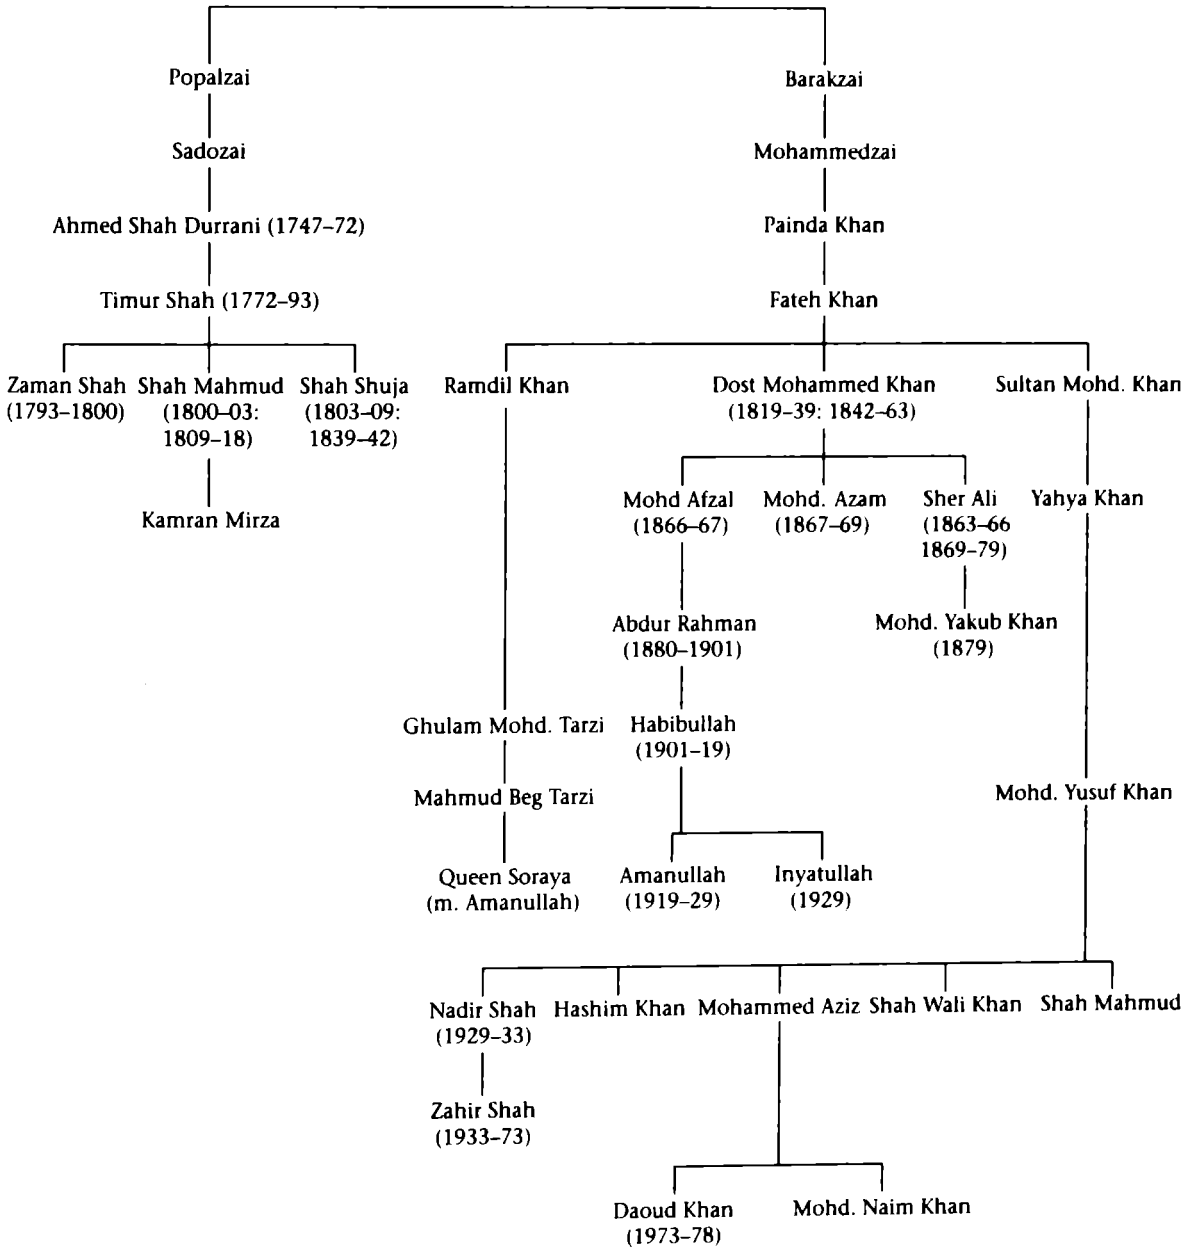 Popalzai
Barakzai
Sadozai
Mohammedzai
Ahmed Shah Durrani (1747–72)
Painda Khan
Timur Shah (1772–93)
Fateh Khan
Zaman Shah
(1793–1800)
Shah Mahmud
(1800–03:
1809–18)
Shah Shuja
(1803–09:
1839–42)
Ramdil Khan
Dost Mohammed Khan
(1819–39: 1842–63)
Sultan Mohd. Khan
Kamran Mirza
Mohd Afzal
(1866–67)
Mohd. Azam
(1867–69)
Sher Ali
(1863–66
1869–79)
Yahya Khan
Abdur Rahman
(1880–1901)
Mohd. Yakub Khan
(1879)
Ghulam Mohd. Tarzi
Habibullah
(1901–19)
Mahmud Beg Tarzi
Mohd. Yusuf Khan
Queen Soraya
(m. Amanullah)
Amanullah
(1919–29)
Inyatullah
(1929)
Nadir Shah
(1929–33)
Hashim Khan
Mohammed Aziz
Shah Wali Khan
Shah Mahmud
Zahir Shah
(1933–73)
Daoud Khan
(1973–78)
Mohd. Naim Khan